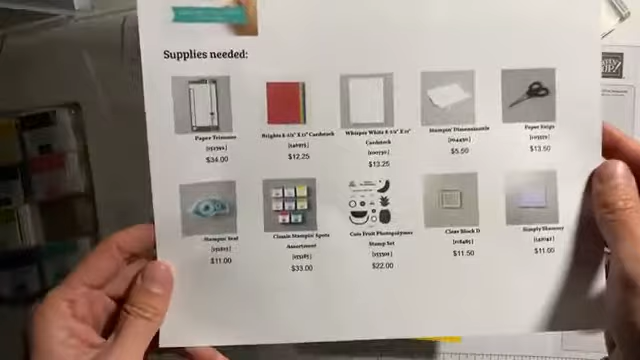 Supplies needed:
Paper Trimmer
$34.00
Brights 8-1/2" X 11" Cardstock
$12.25
Whisper White 8-1/2" X 11"
Cardstock
$13.25
Stampin' Dimensionals
$5.50
Paper Snips
$13.50
Stampin' Seal
$11.00
Classic Stampin' Spots
Assortment
$33.00
Cute Fruit Photopolymer
Stamp Set
$22.00
Clear Block D
$11.50
Simply Shammy
$11.00